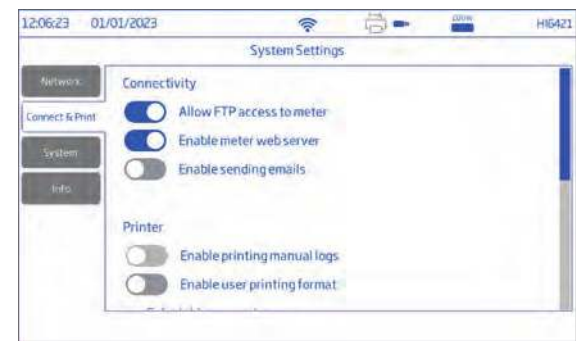 12:06:23 01/01/2023 HI6421
System Settings
Network
Connectivity
Connect & Print
Allow FTP access to meter
Enable meter web server
System
Enable sending emails
Info
Printer
Enable printing manual logs
Enable user printing format